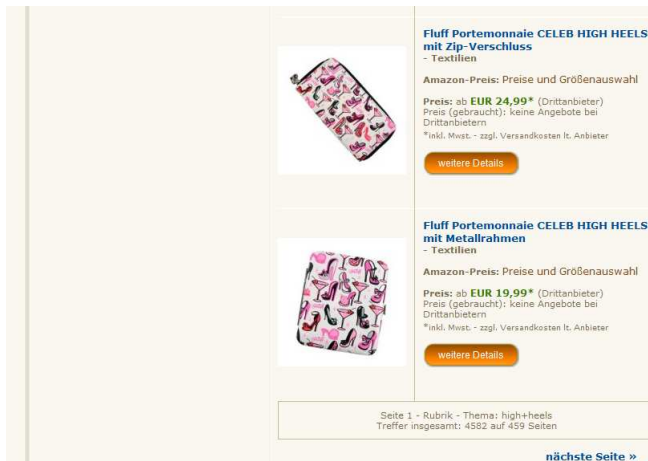 Fluff Portemonnaie CELEB HIGH HEELS
mit Zip-Verschluss
- Textilien
Amazon-Preis: Preise und Größenauswahl
Preis: ab EUR 24,99* (Drittanbieter)
Preis (gebraucht): keine Angebote bei
Drittanbietern
*inkl. Mwst. - zzgl. Versandkosten lt. Anbieter
weitere Details
Fluff Portemonnaie CELEB HIGH HEELS
mit Metallrahmen
- Textilien
Amazon-Preis: Preise und Größenauswahl
Preis: ab EUR 19,99* (Drittanbieter)
Preis (gebraucht): keine Angebote bei
Drittanbietern
*inkl. Mwst. - zzgl. Versandkosten lt. Anbieter
weitere Details
Seite 1 - Rubrik - Thema: high+heels
Treffer insgesamt: 4582 auf 459 Seiten
nächste Seite »